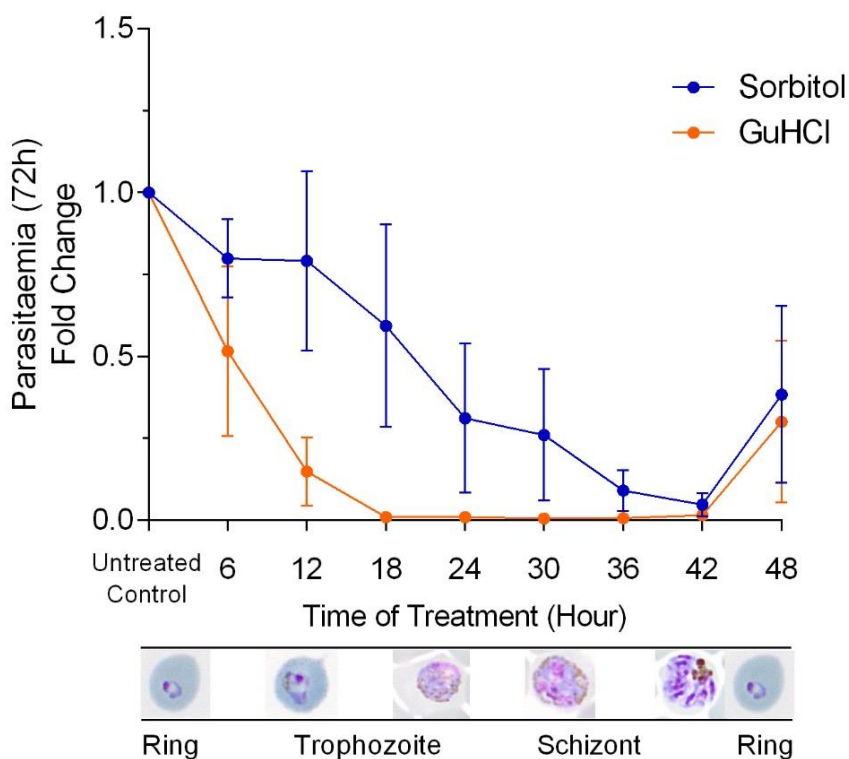 1.5
Sorbitol
GuHCl
1.0
Parasitaemia (72h)
Fold Change
0.5
0.0
Untreated
Control
6 12 18 24 30 36 42 48
Time of Treatment (Hour)
Ring Trophozoite Schizont Ring